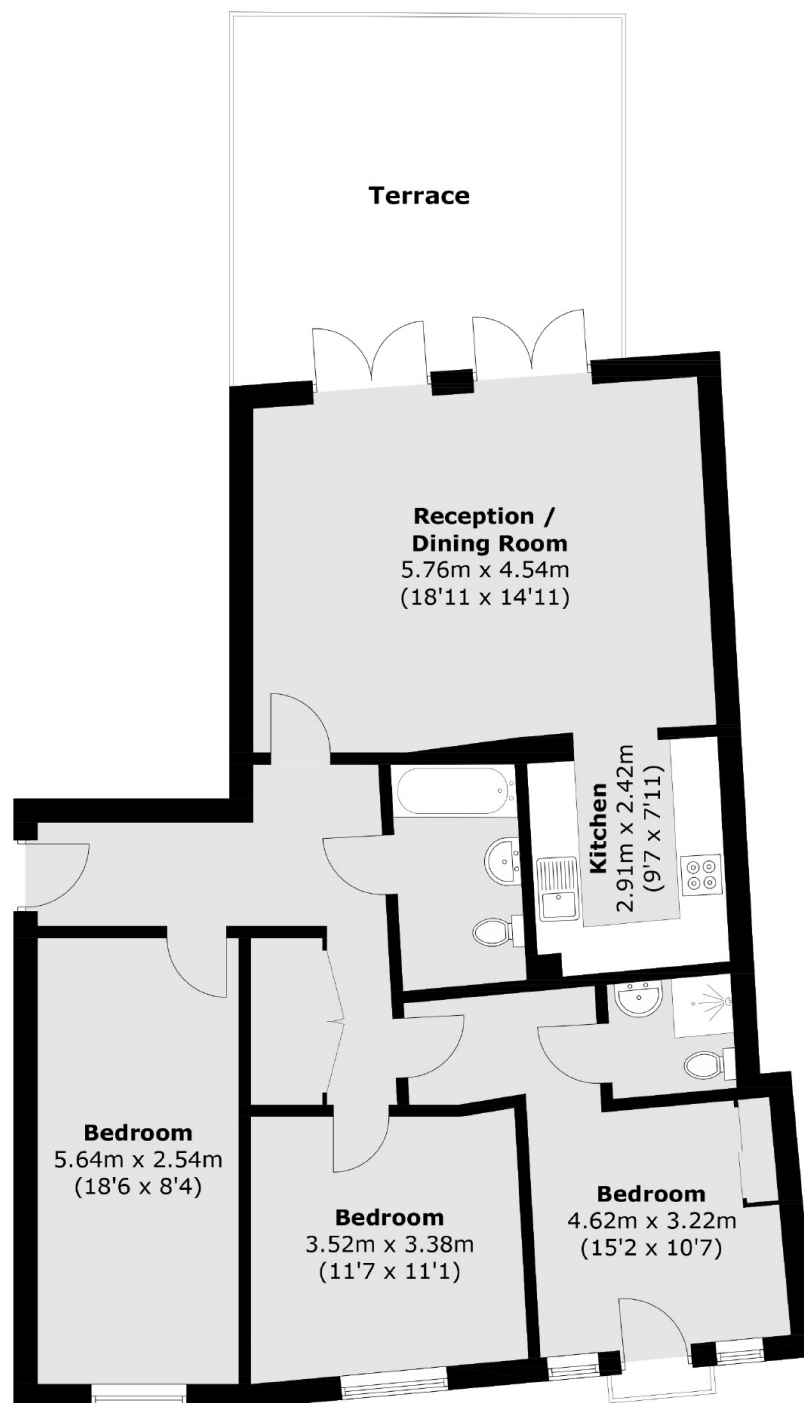 Terrace
Reception /
Dining Room
5.76m x 4.54m
(18'11 x 14'11)
Kitchen
2.91m x 2.42m
(9'7 x 7'11)
Bedroom
5.64m x 2.54m
(18'6 x 8'4)
Bedroom
3.52m x 3.38m
(11'7 x 11'1)
Bedroom
4.62m x 3.22m
(15'2 x 10'7)